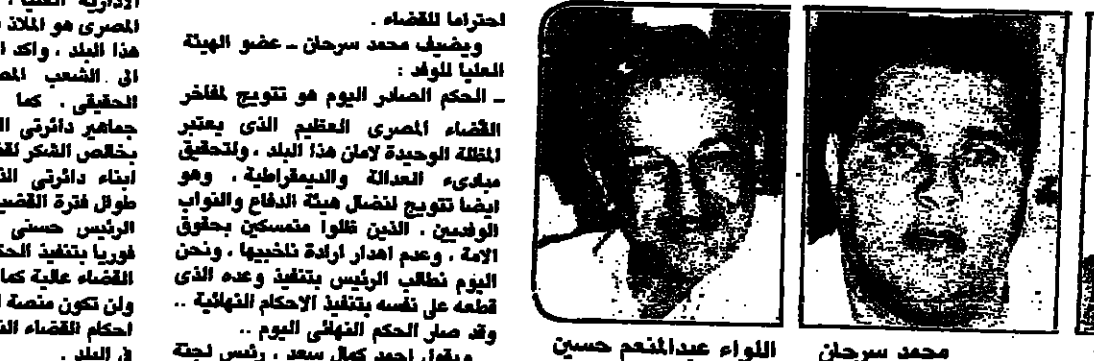 احتراما للقضاء .
ويضيف محمد سرحان ـ عضو الهيئة
العليا للوفد :
ـ الحكم الصادر اليوم هو تتويج لمفاخر
القضاء المصرى العظيم الذى يعتبر
المظلة الوحيدة لامان هذا البلد ، ولتحقيق
مبادىء العدالة والديمقراطية . وهو
ايضا تتويج لنضال هيئة الدفاع والنواب
الوفديين . الذين ظلوا متمسكين بحقوق
الامة ، وعدم اهدار ارادة ناخبيها ، ونحن
اليوم نطالب الرئيس بتنفيذ وعده الذى
قطعه على نفسه بتنفيذ الاحكام النهائية ..
وقد صدر الحكم النهائى اليوم ..
ويقول احمد كمال سعد ، رئيس لجنة
الادارية العليا ،
المصرى هو الملاذ
هذا البلد ، واكد
الى الشعب
الحقيقى . كما
جماهير دائرتى
بخالص الشكر
ابناء دائرتى
طوال فترة
الرئيس حسنى
فوريا بتنفيذ
القضاء عالية كما
ولن تكون منصة
احكام القضاء
فى البلد .
اللواء عبدالمنعم حسين
محمد سرحان